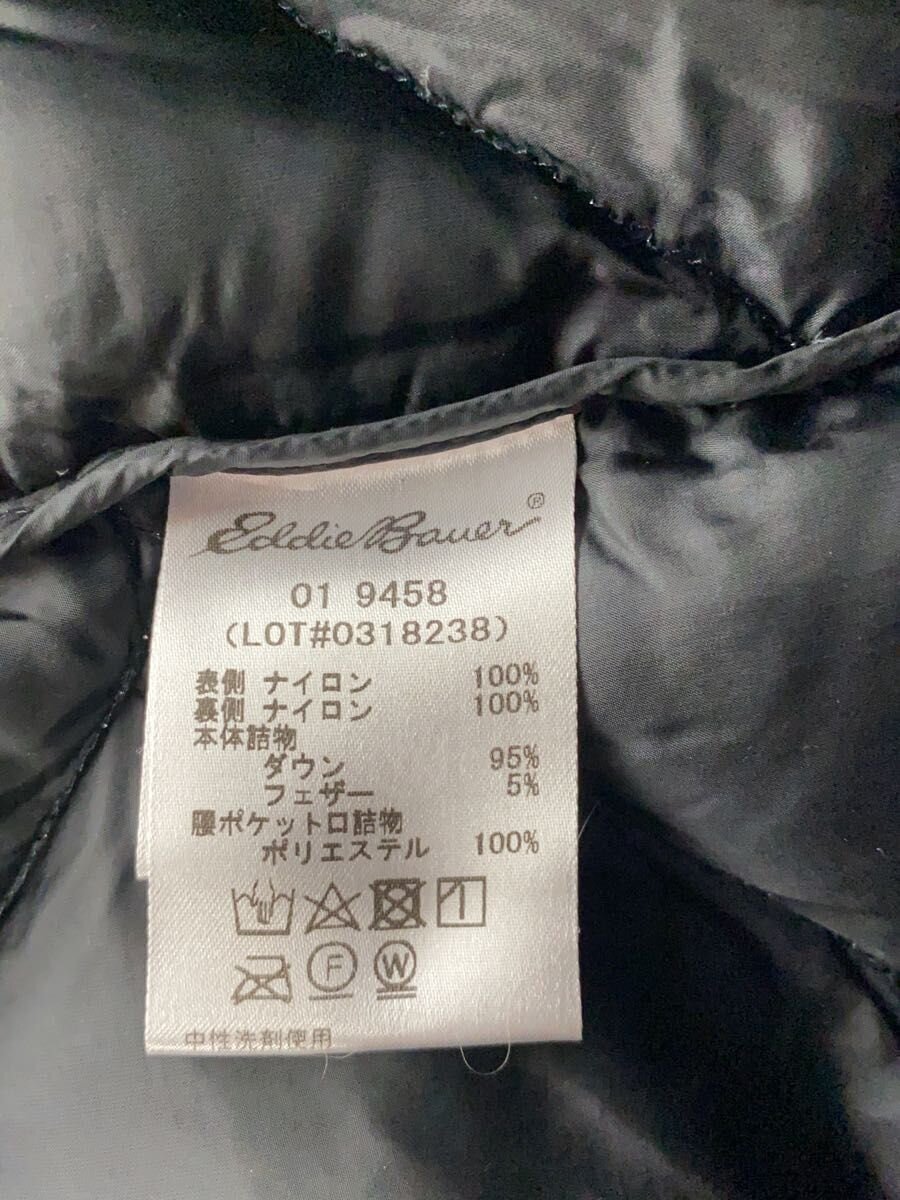 Eddie Bauer®
01 9458
(LOT#0318238)
表側 ナイロン 100%
裏側 ナイロン 100%
本体詰物
ダウン 95%
フェザー 5%
腰ポケット口詰物
ポリエステル 100%
F W
中性洗剤使用